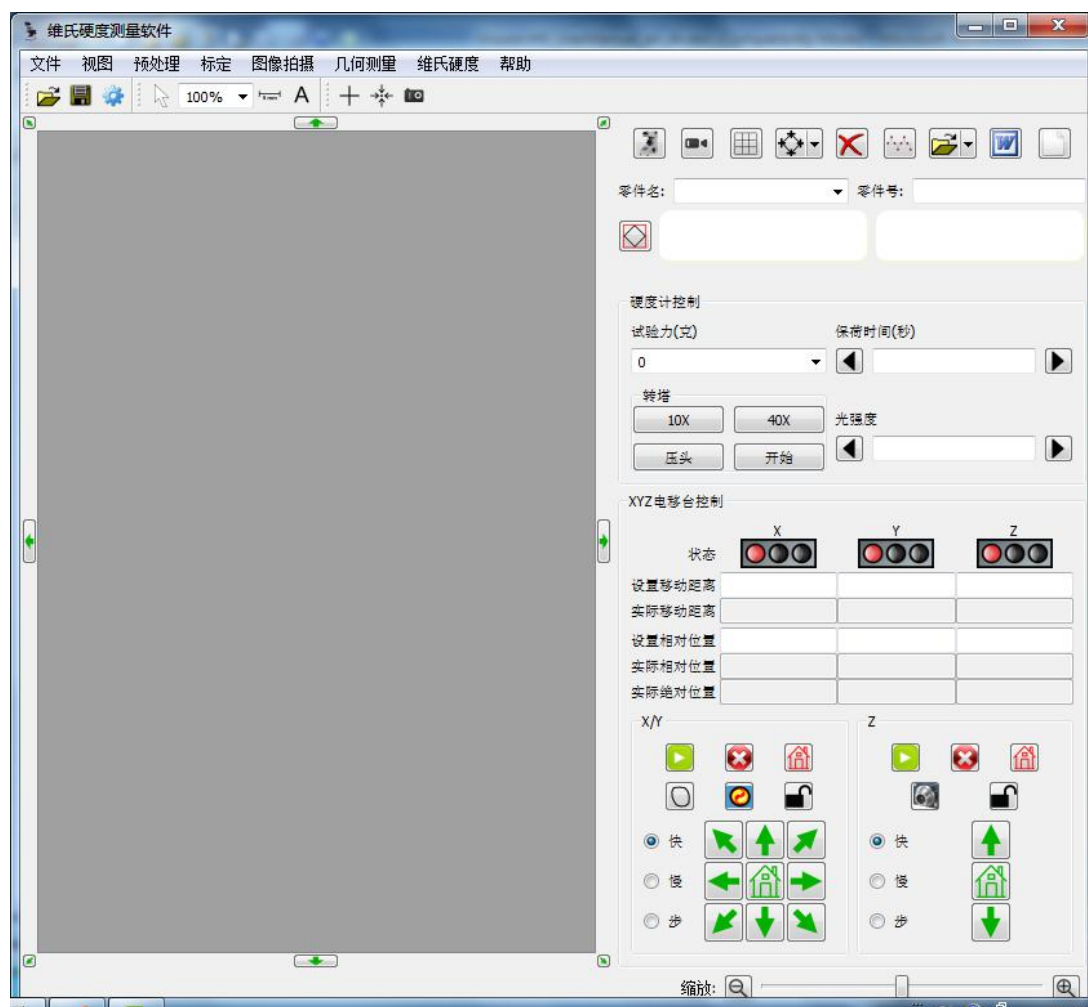 维氏硬度测量软件
文件 视图 预处理 标定 图像拍摄 几何测量 维氏硬度 帮助
100% A
零件名: 零件号:
硬度计控制
试验力(克) 保荷时间(秒)
0
转塔
10X 40X 光强度
压头 开始
XYZ电移台控制
X Y Z
状态
设置移动距离
实际移动距离
设置相对位置
实际相对位置
实际绝对位置
X/Y Z
快 快
慢 慢
步 步
缩放: